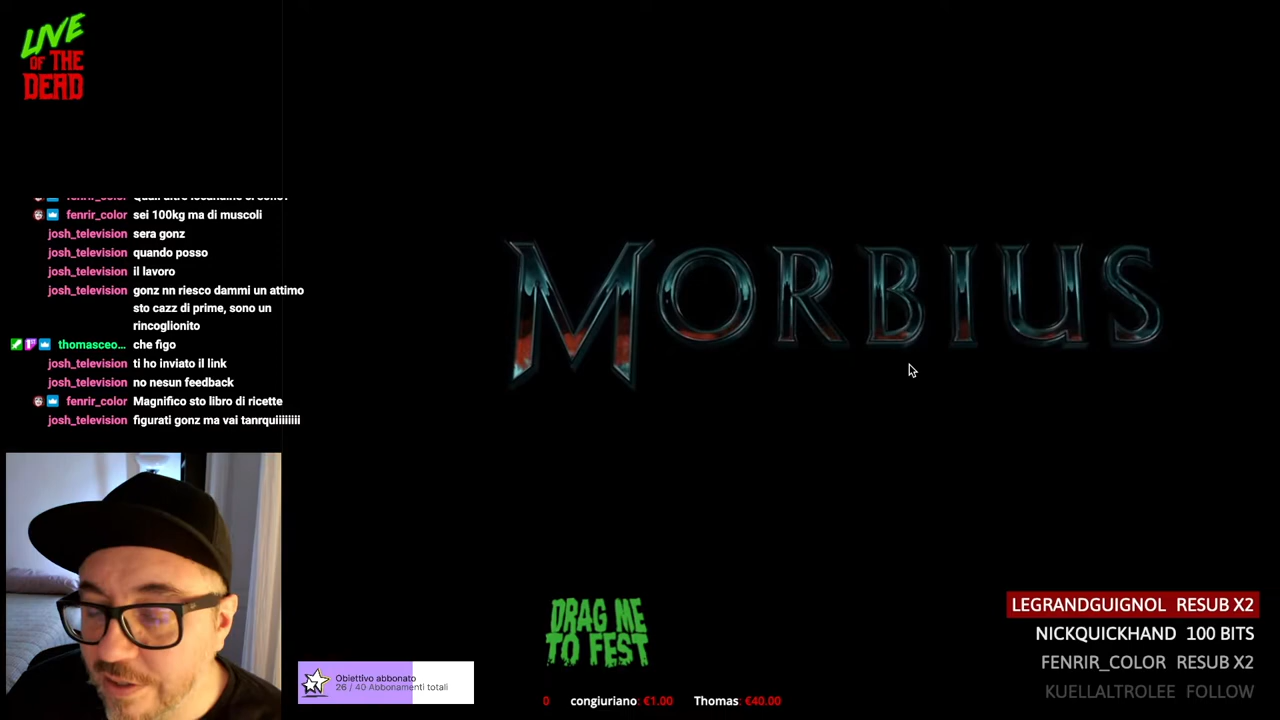 LIVE
OF THE
DEAD
fenrir_color sei 100kg ma di muscoli
josh_television sera gonz
josh_television quando posso
josh_television il lavoro
josh_television gonz nn riesco dammi un attimo
sto cazz di prime, sono un
rincoglionito
thomasceo... che figo
josh_television ti ho inviato il link
josh_television no nesun feedback
fenrir_color Magnifico sto libro di ricette
josh_television figurati gonz ma vai tanrquiiiiiiii
MORBIUS
DRAG ME
TO FEST
Obiettivo abbonato
26 / 40 Abbonamenti totali
0 congiuriano: €1.00 Thomas: €40.00
LEGRANDGUIGNOL RESUB X2
NICKQUICKHAND 100 BITS
FENRIR_COLOR RESUB X2
KUELLALTROLEE FOLLOW